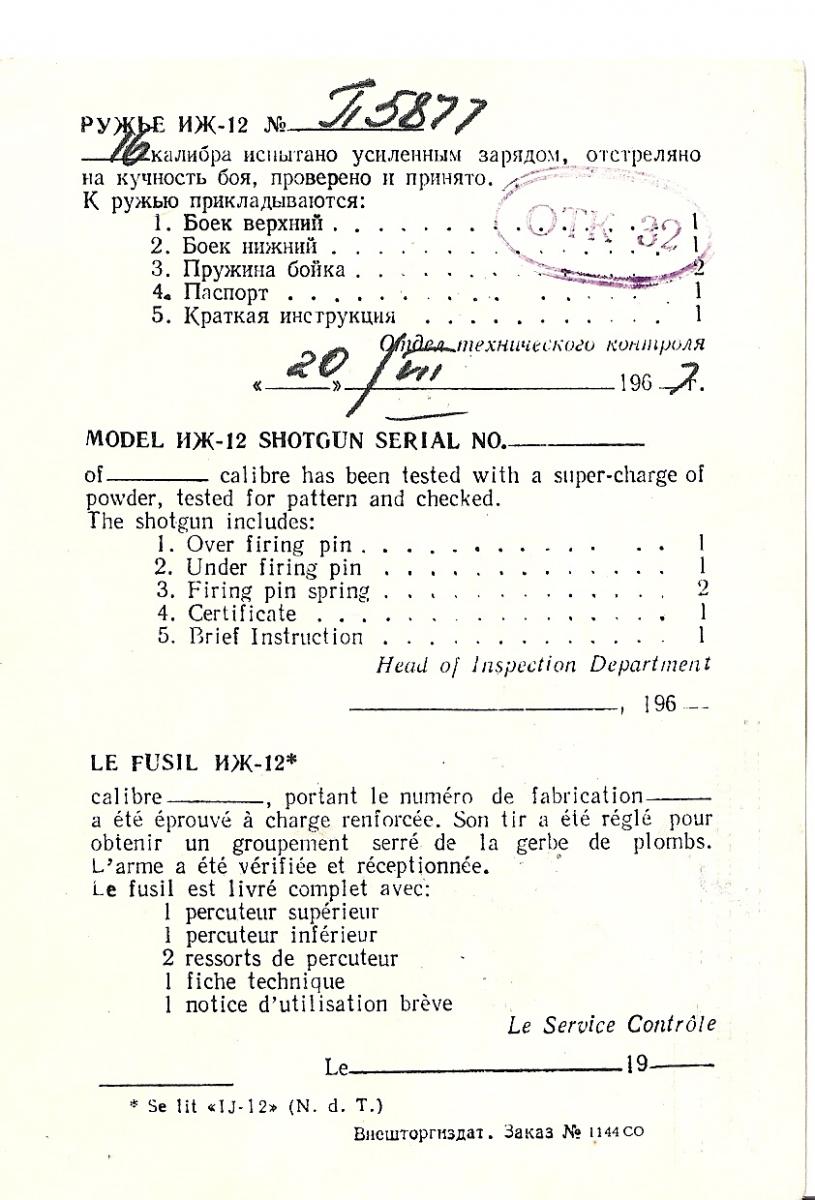 РУЖЬЕ ИЖ-12 № П5877
16 калибра испытано усиленным зарядом, отстреляно
на кучность боя, проверено и принято.
К ружью прикладываются:
1. Боек верхний . . . . . . . . . . . . 1
2. Боек нижний . . . . . . . . . . . . 1
3. Пружина бойка . . . . . . . . . . . 2
4. Паспорт . . . . . . . . . . . . 1
5. Краткая инструкция . . . . . . . . . . . 1
ОТК 32
Отдел технического контроля
« 20 » VIII 196 7 г.
MODEL ИЖ-12 SHOTGUN SERIAL NO.
of calibre has been tested with a super-charge of
powder, tested for pattern and checked.
The shotgun includes:
1. Over firing pin . . . . . . . . . . . . 1
2. Under firing pin . . . . . . . . . . . . 1
3. Firing pin spring . . . . . . . . . . . . 2
4. Certificate . . . . . . . . . . . . 1
5. Brief Instruction . . . . . . . . . . . . 1
Head of Inspection Department
, 196
LE FUSIL ИЖ-12*
calibre , portant le numéro de fabrication
a été éprouvé à charge renforcée. Son tir a été réglé pour
obtenir un groupement serré de la gerbe de plombs.
L'arme a été vérifiée et réceptionnée.
Le fusil est livré complet avec:
1 percuteur supérieur
1 percuteur inférieur
2 ressorts de percuteur
1 fiche technique
1 notice d'utilisation brève
Le Service Contrôle
Le 19
* Se lit «IJ-12» (N. d. T.)
Внешторгиздат. Заказ № 1144 СО